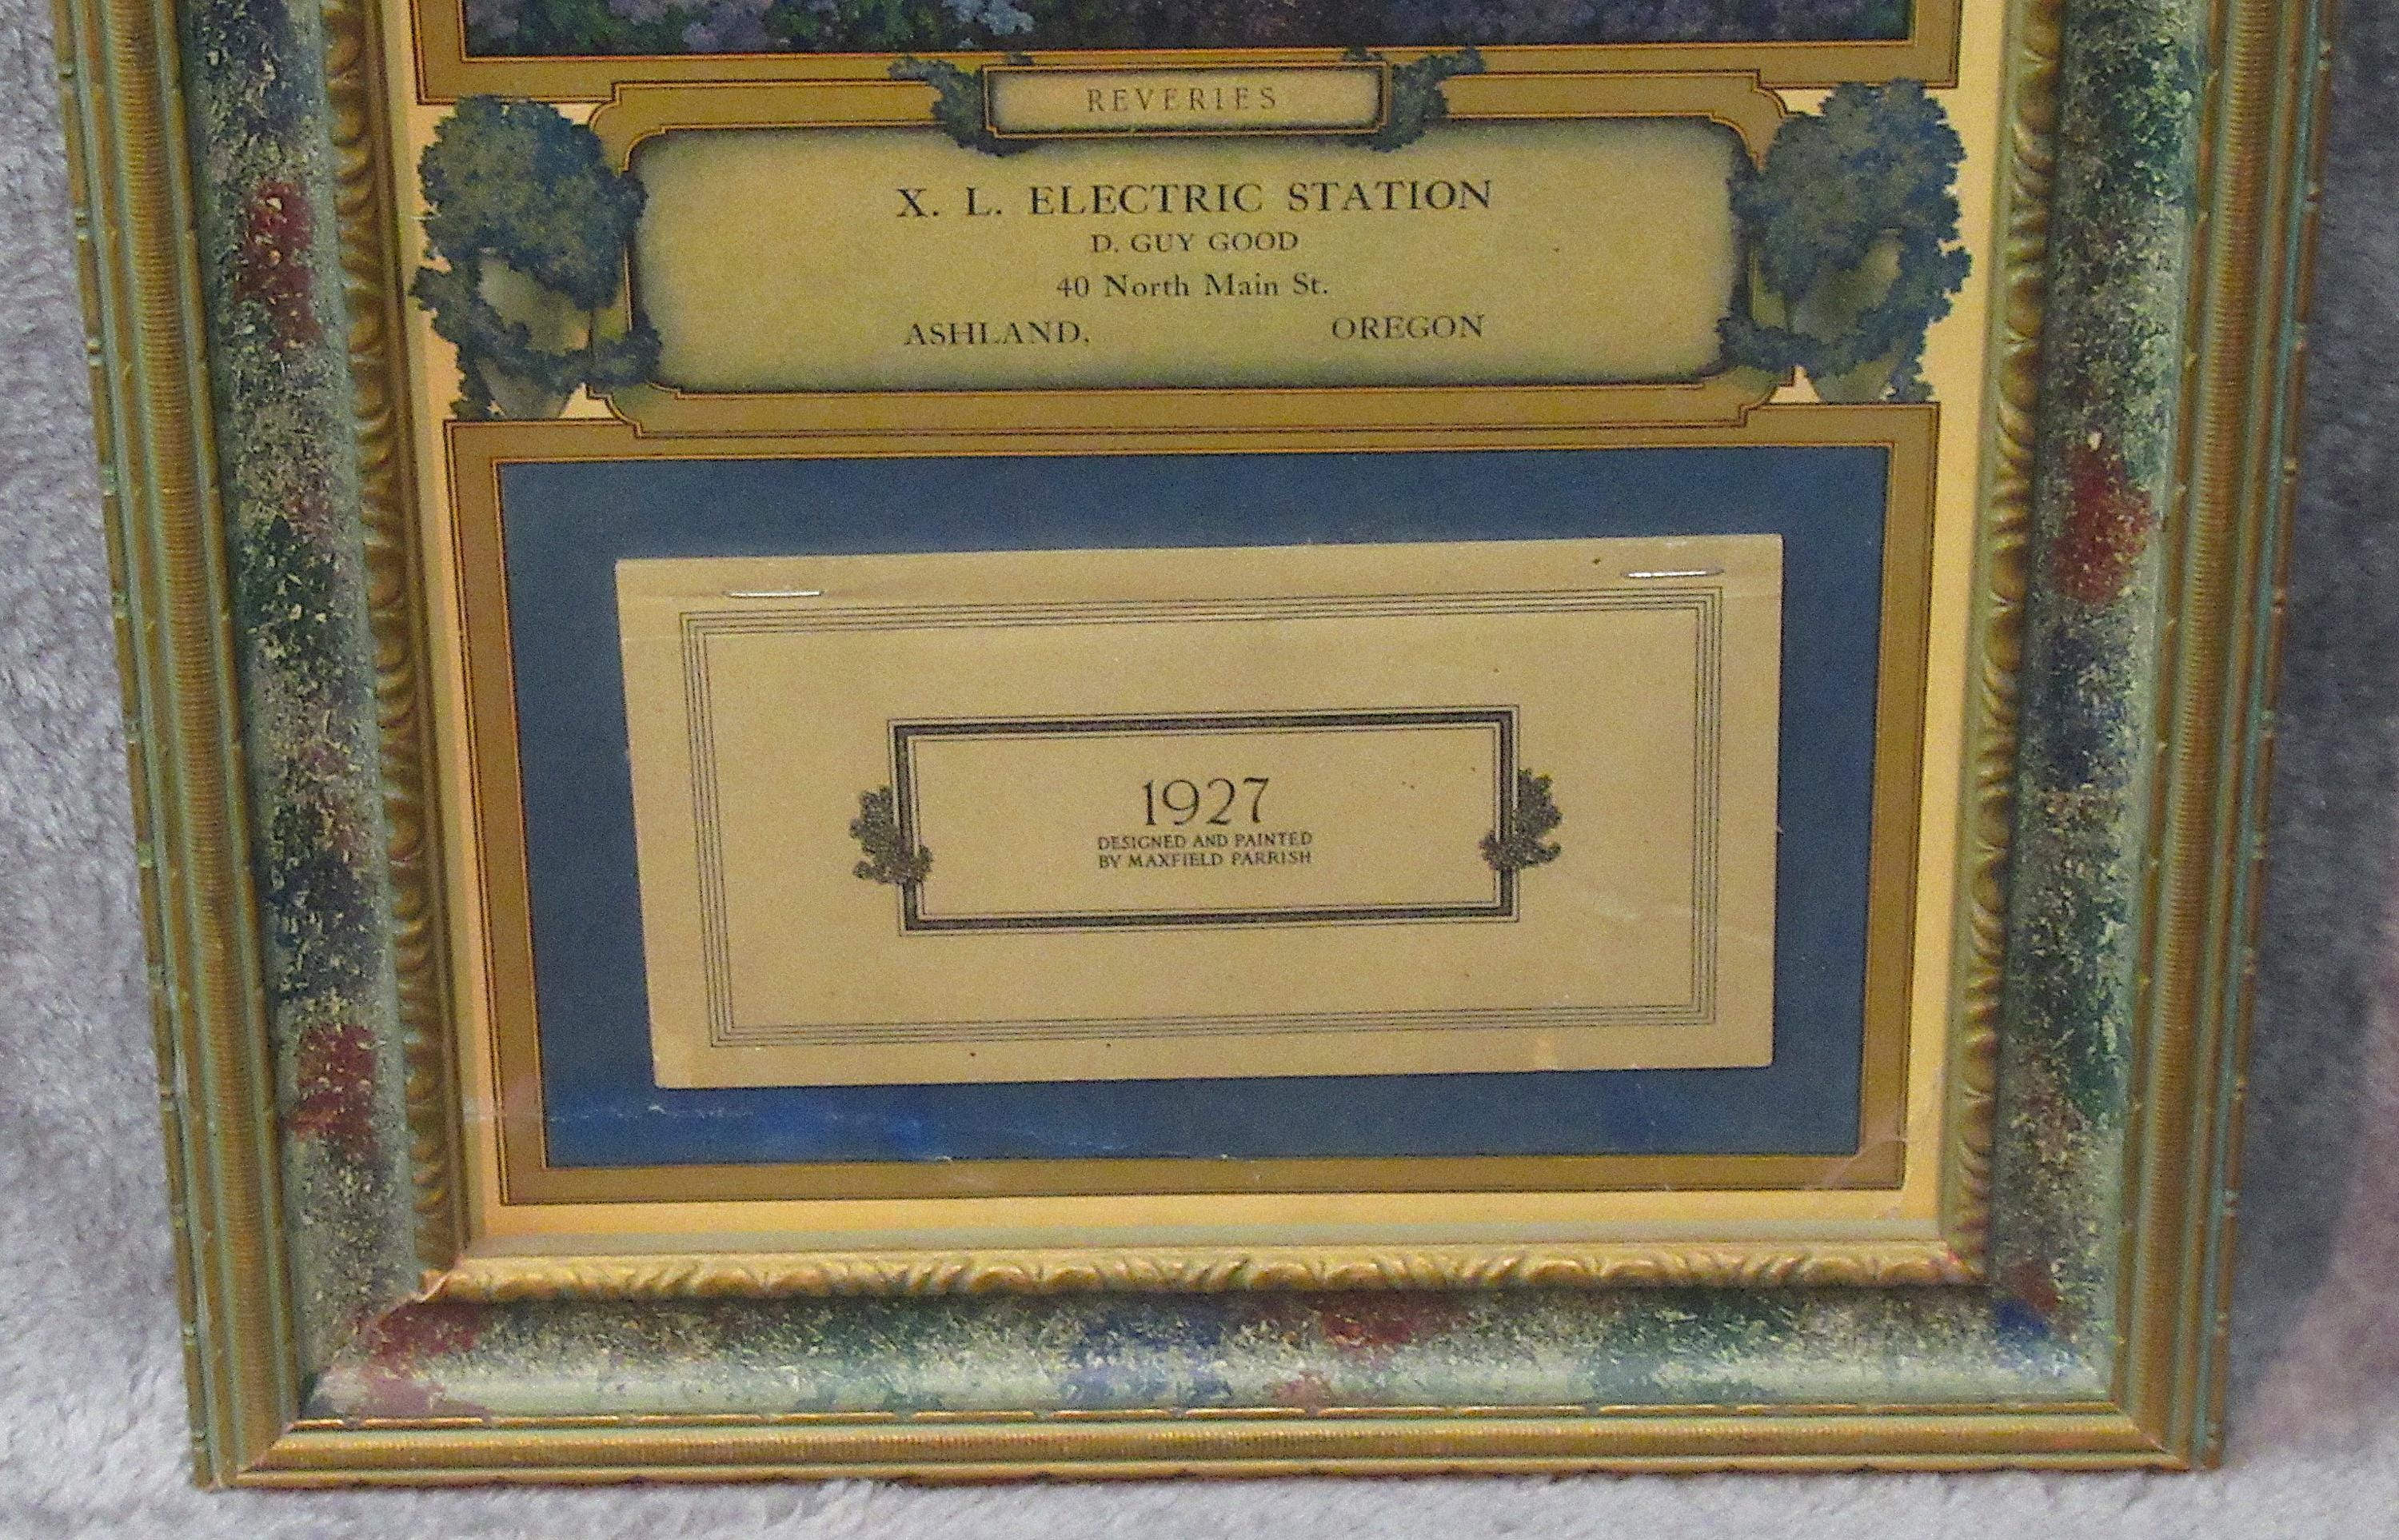 REVERIES
X. L. ELECTRIC STATION
D. GUY GOOD
40 North Main St.
ASHLAND, OREGON
1927
DESIGNED AND PAINTED
BY MAXFIELD PARRISH